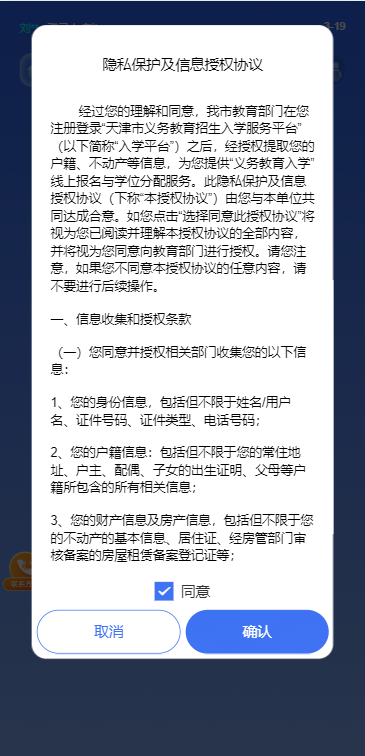 3-19
隐私保护及信息授权协议
经过您的理解和同意，我市教育部门在您
注册登录“天津市义务教育招生入学服务平台”
（以下简称“入学平台”）之后，经授权提取您的
户籍、不动产等信息，为您提供“义务教育入学”
线上报名与学位分配服务。此隐私保护及信息
授权协议（下称“本授权协议”）由您与本单位共
同达成合意。如您点击“选择同意此授权协议”将
视为您已阅读并理解本授权协议的全部内容，
并将视为您同意向教育部门进行授权。请您注
意，如果您不同意本授权协议的任意内容，请
不要进行后续操作。
一、信息收集和授权条款
（一）您同意并授权相关部门收集您的以下信
息：
1、您的身份信息，包括但不限于姓名/用户
名、证件号码、证件类型、电话号码；
2、您的户籍信息：包括但不限于您的常住地
址、户主、配偶、子女的出生证明、父母等户
籍所包含的所有相关信息；
3、您的财产信息及房产信息，包括但不限于您
的不动产的基本信息、居住证、经房管部门审
核备案的房屋租赁备案登记证等；
同意
取消
确认